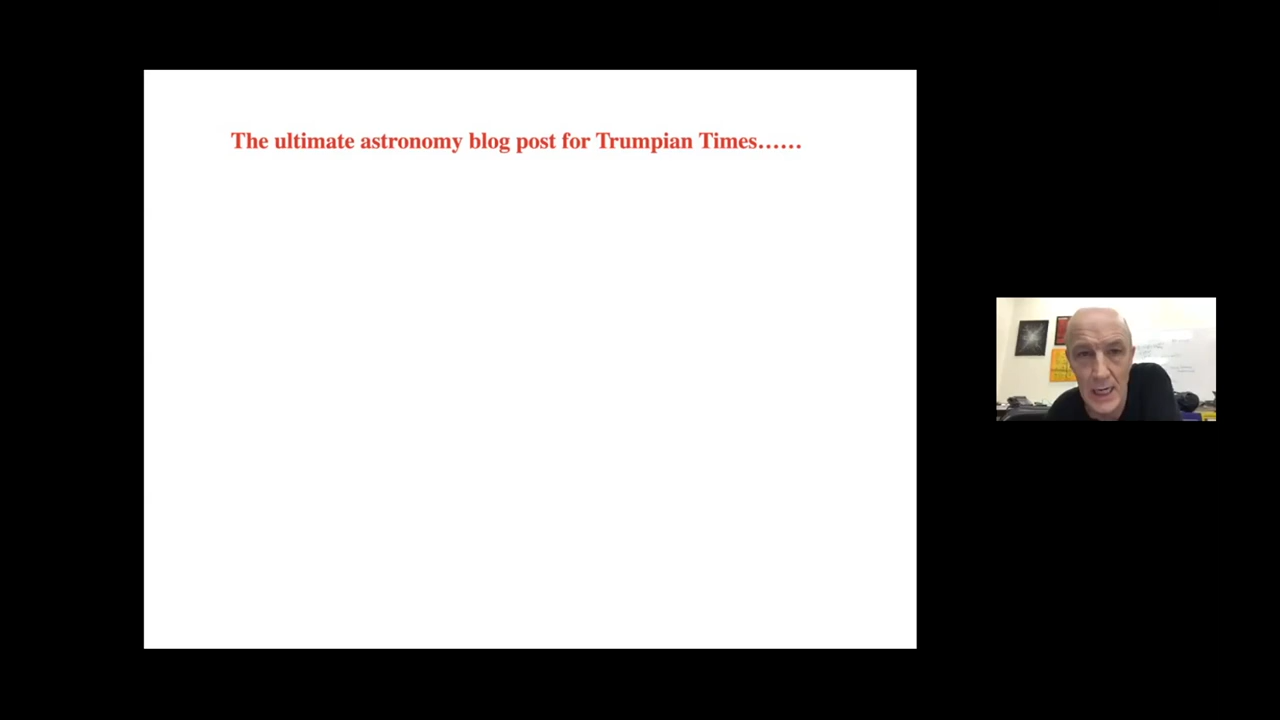 The ultimate astronomy blog post for Trumpian Times......